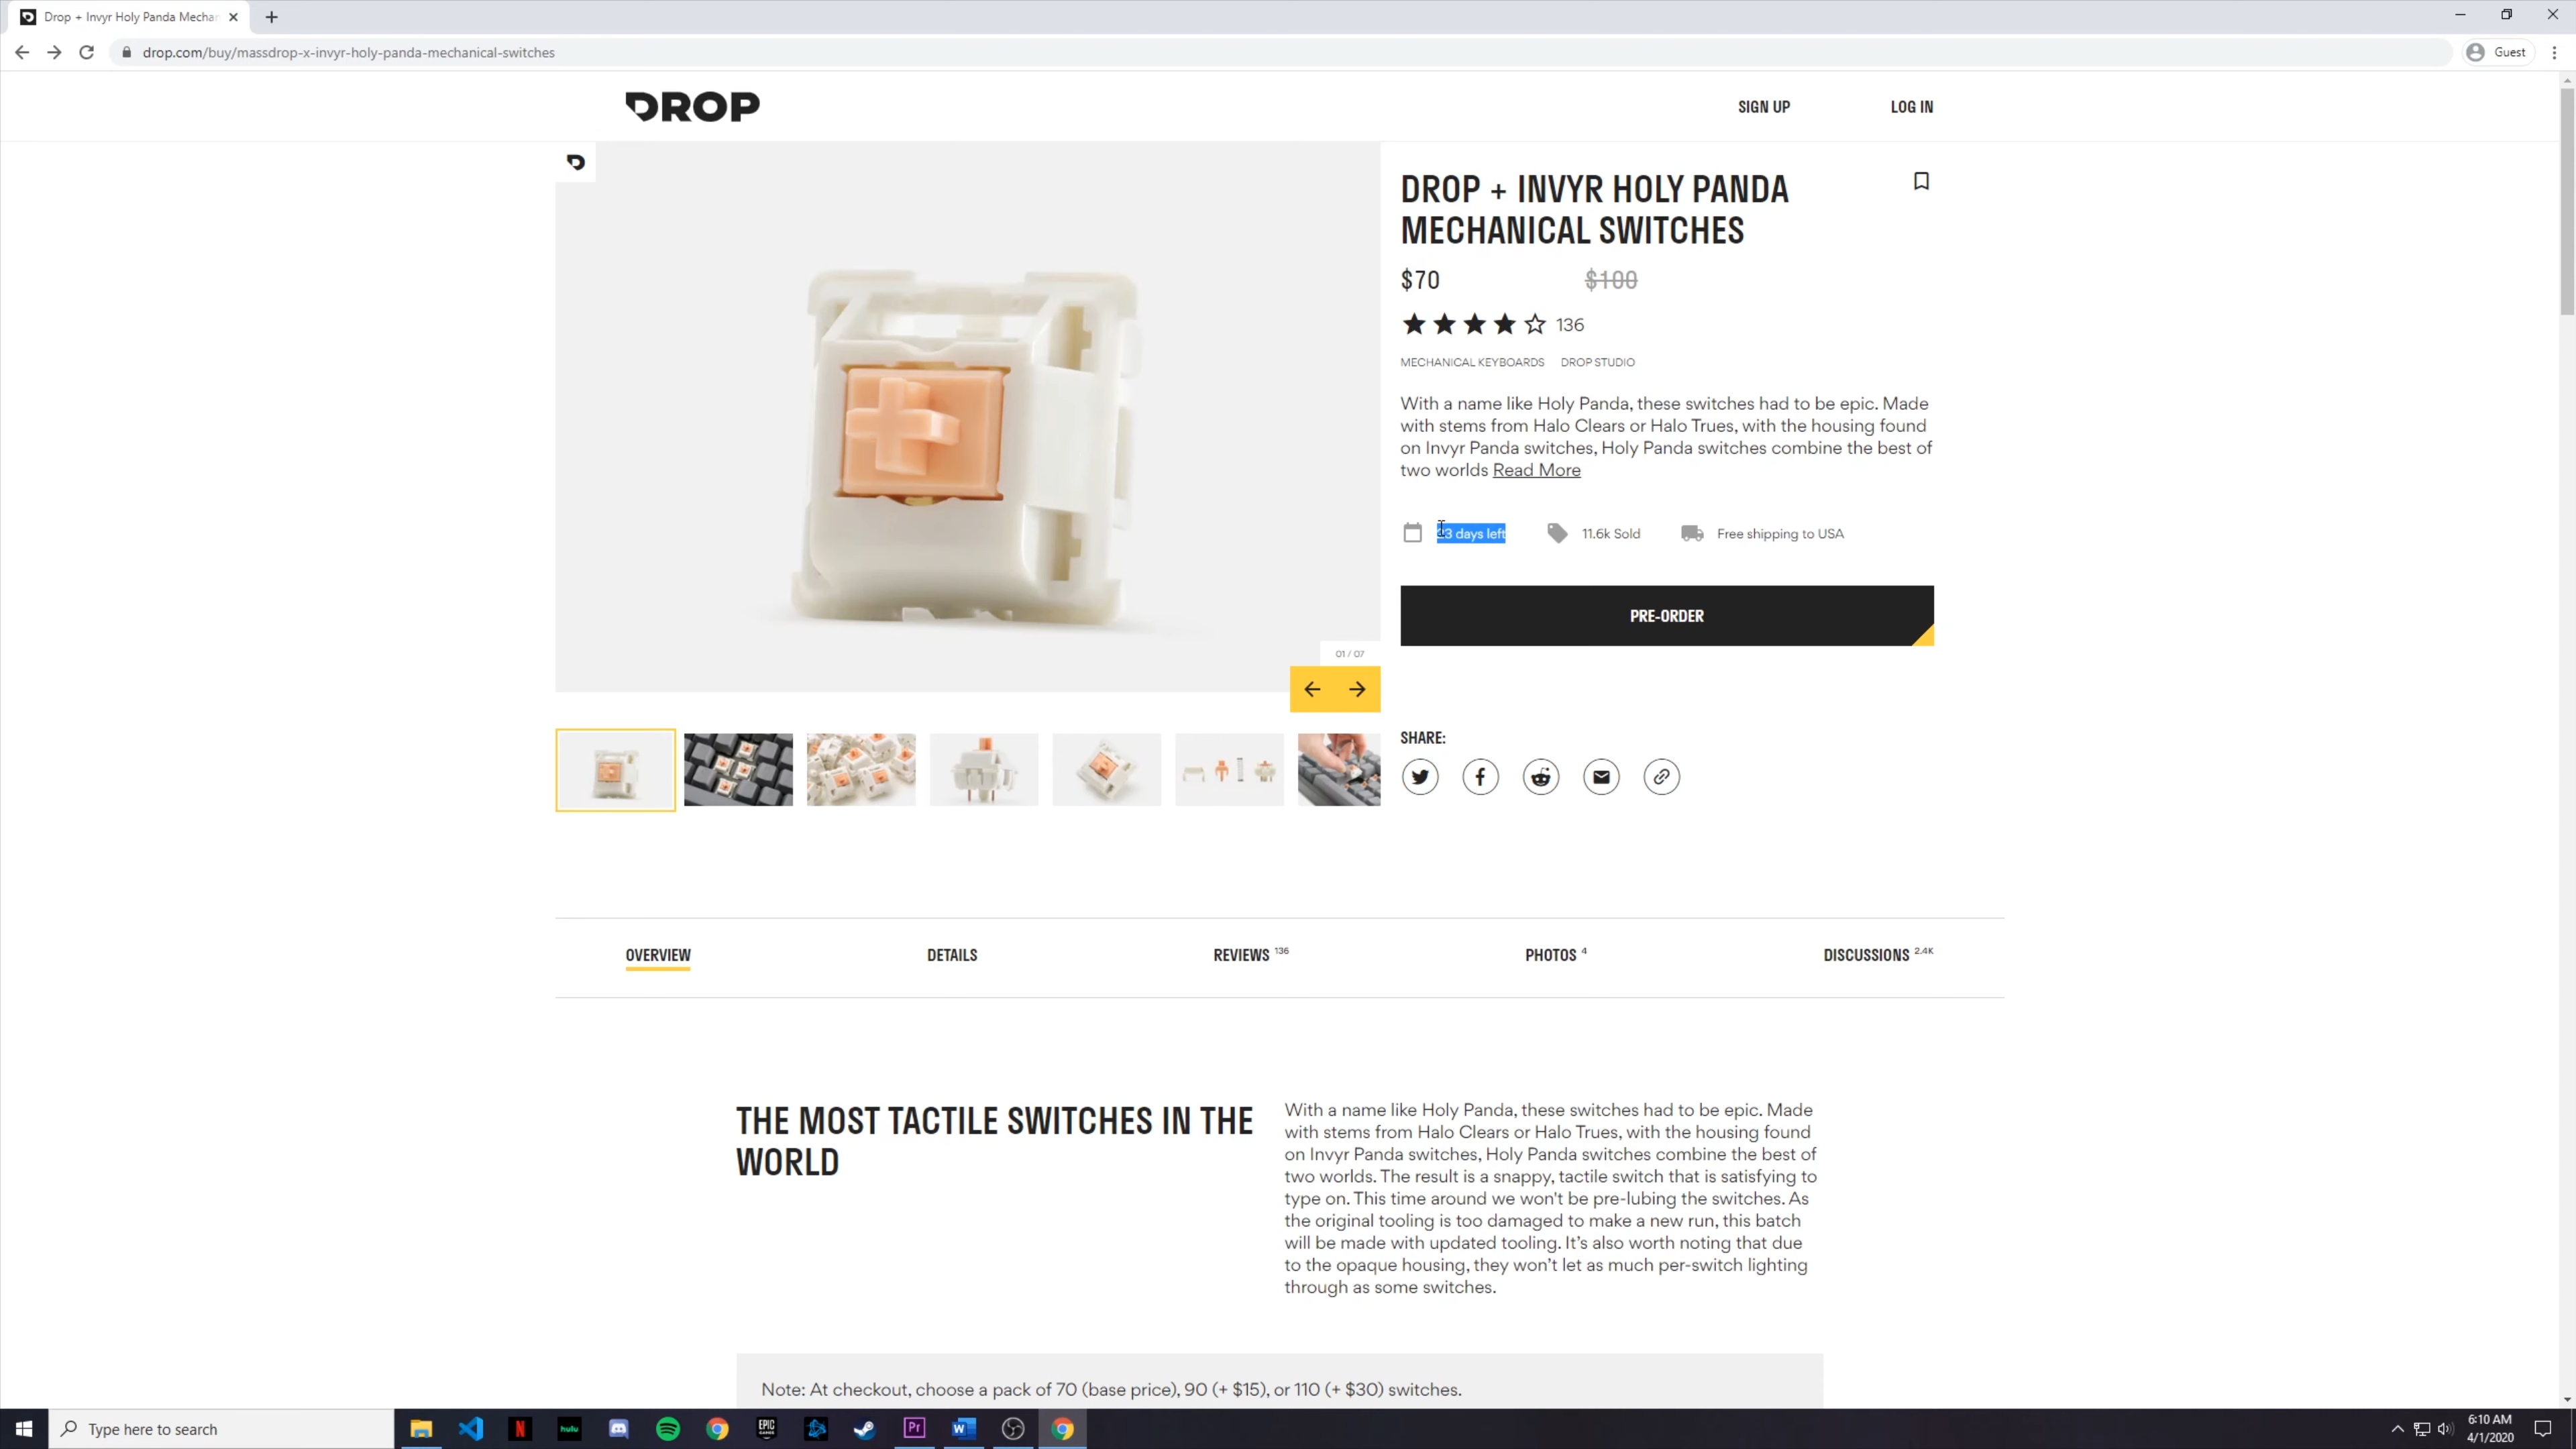 Drop + Invyr Holy Panda Mechan
drop.com/buy/massdrop-x-invyr-holy-panda-mechanical-switches
Guest
DROP
SIGN UP
LOG IN
DROP + INVYR HOLY PANDA
MECHANICAL SWITCHES
$70 $100
136
MECHANICAL KEYBOARDS DROP STUDIO
With a name like Holy Panda, these switches had to be epic. Made
with stems from Halo Clears or Halo Trues, with the housing found
on Invyr Panda switches, Holy Panda switches combine the best of
two worlds Read More
days left
11.6k Sold
Free shipping to USA
PRE-ORDER
01 / 07
SHARE:
OVERVIEW
DETAILS
REVIEWS 136
PHOTOS 4
DISCUSSIONS 2.4K
THE MOST TACTILE SWITCHES IN THE
WORLD
With a name like Holy Panda, these switches had to be epic. Made
with stems from Halo Clears or Halo Trues, with the housing found
on Invyr Panda switches, Holy Panda switches combine the best of
two worlds. The result is a snappy, tactile switch that is satisfying to
type on. This time around we won't be pre-lubing the switches. As
the original tooling is too damaged to make a new run, this batch
will be made with updated tooling. It's also worth noting that due
to the opaque housing, they won't let as much per-switch lighting
through as some switches.
Note: At checkout, choose a pack of 70 (base price), 90 (+ $15), or 110 (+ $30) switches.
Type here to search
N
hulu
EPIC
GAMES
Pr
W
6:10 AM
4/1/2020